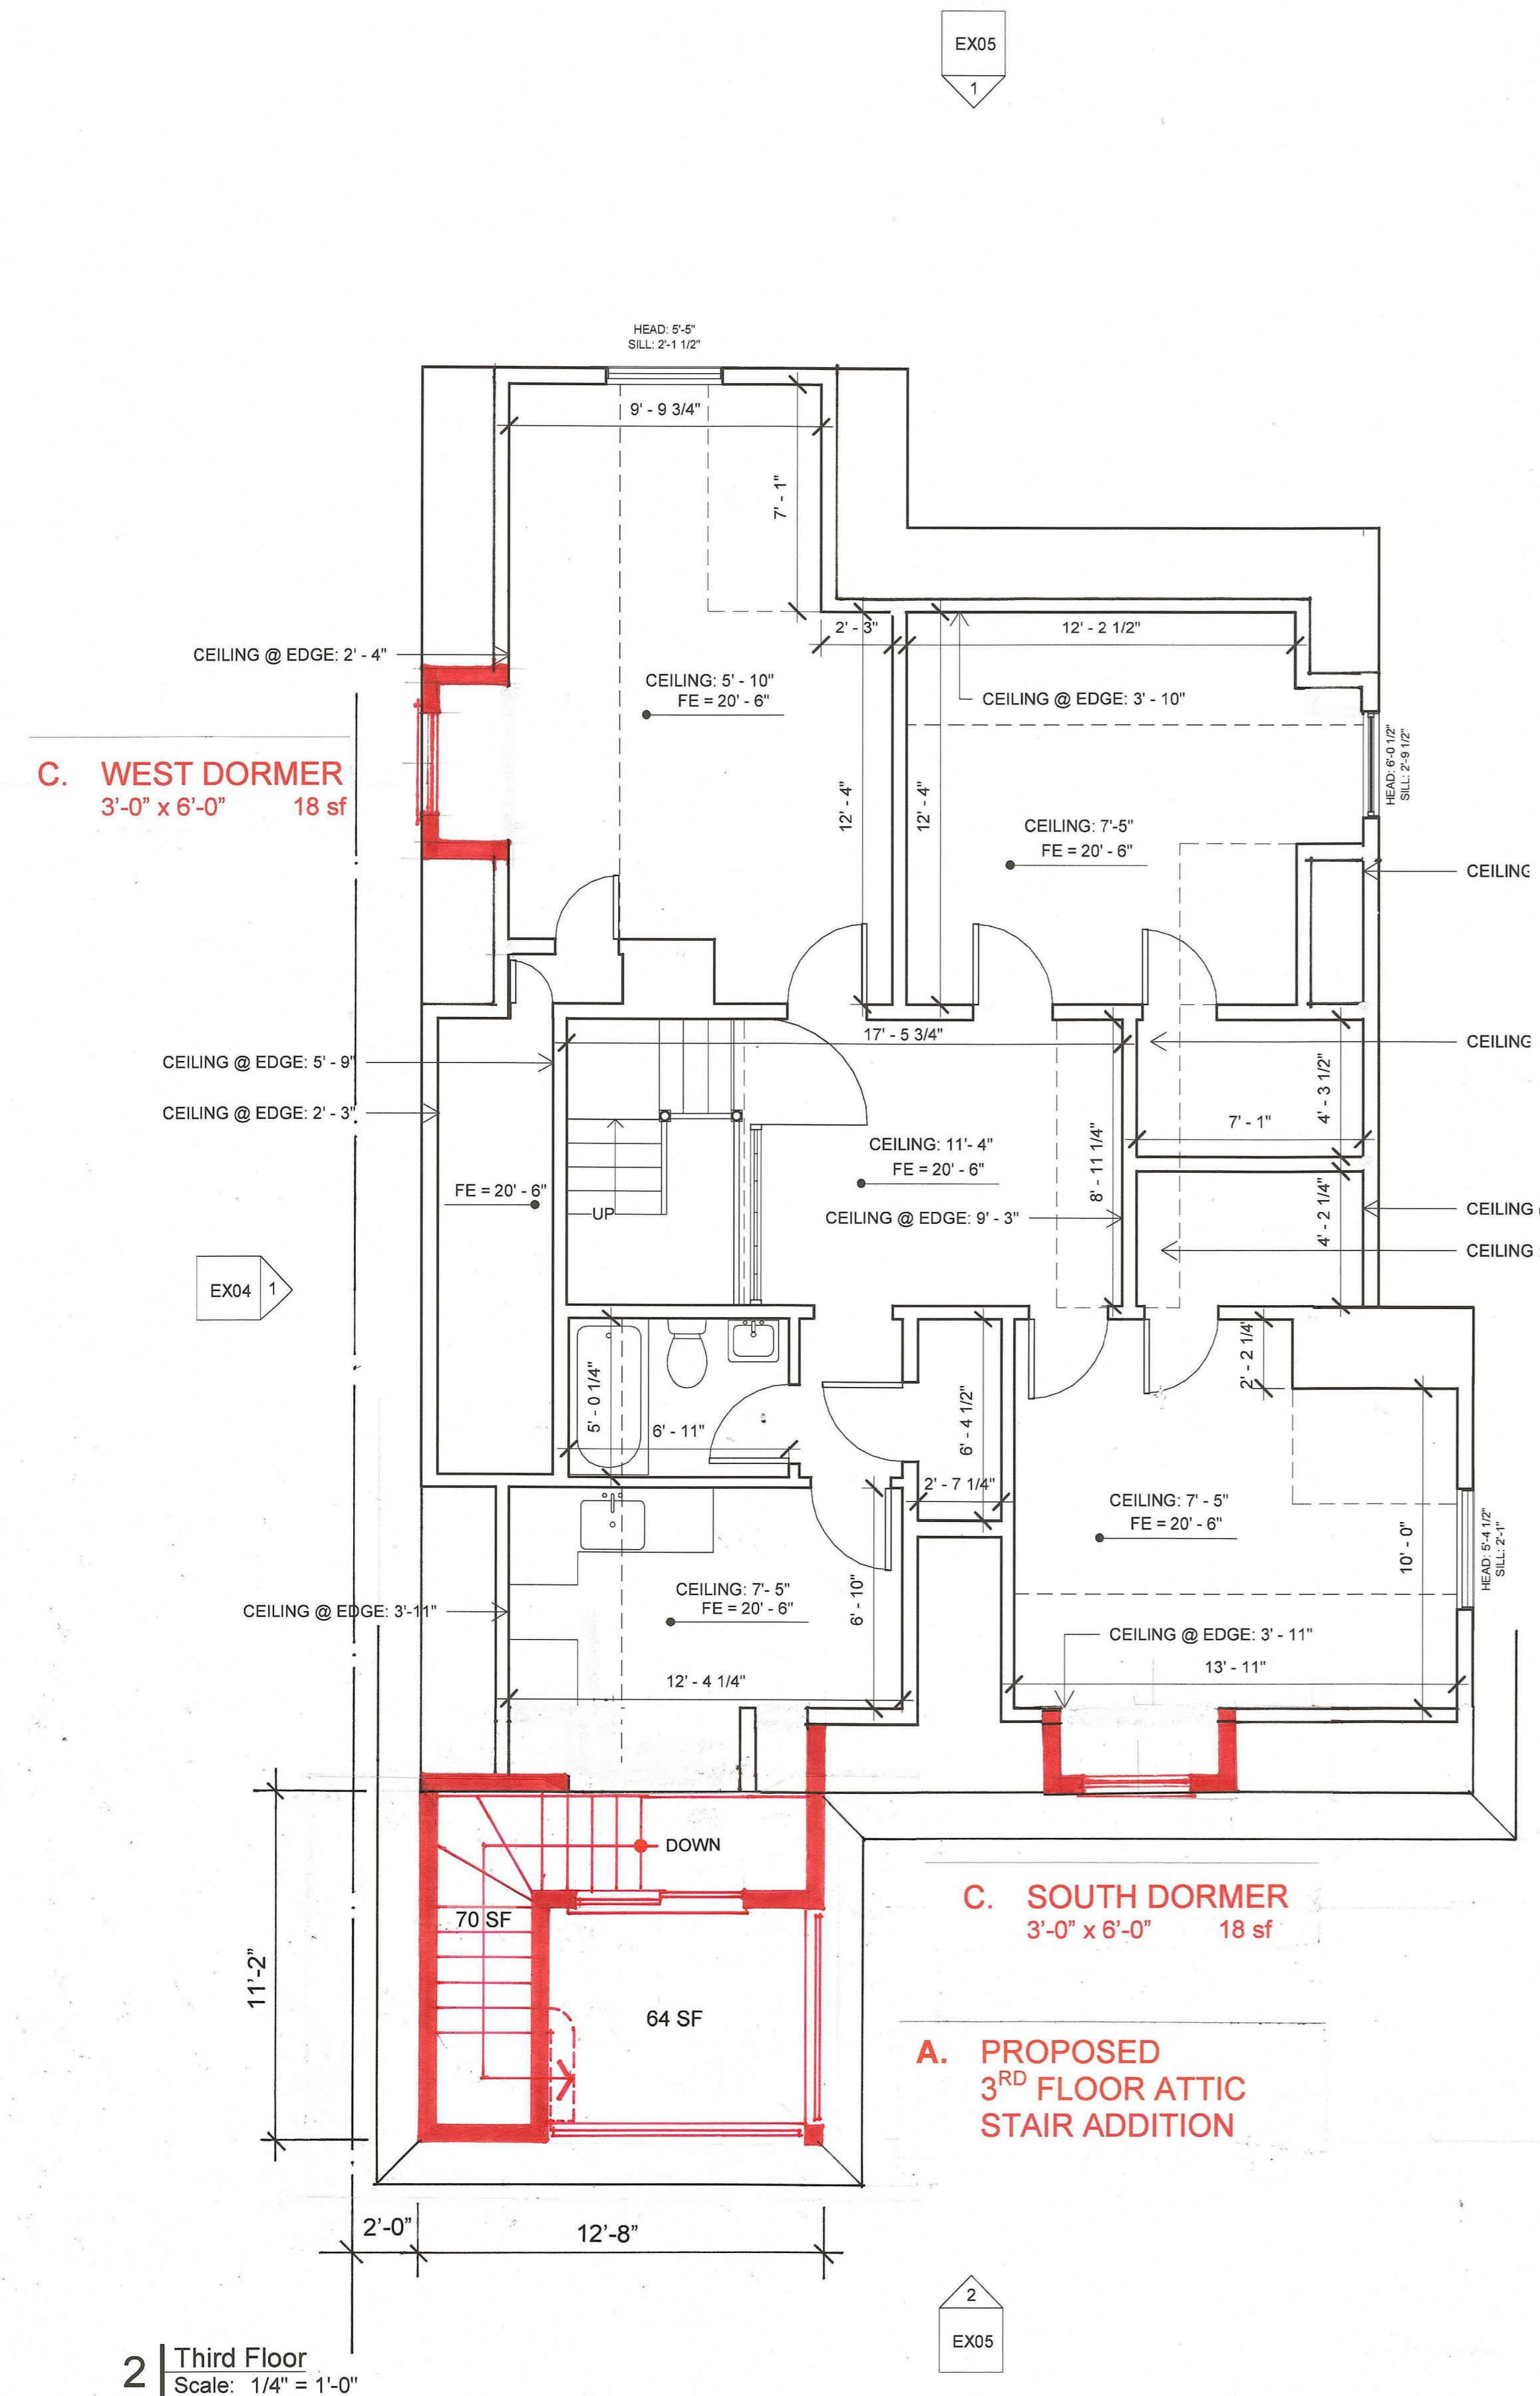 EX05
1
HEAD: 5'-5"
SILL: 2'-1 1/2"
9' - 9 3/4"
7' - 1"
2' - 3"
12' - 2 1/2"
CEILING @ EDGE: 2' - 4"
CEILING: 5' - 10"
FE = 20' - 6"
CEILING @ EDGE: 3' - 10"
HEAD: 6'-0 1/2"
SILL: 2'-9 1/2"
C. WEST DORMER
3'-0" x 6'-0" 18 sf
12' - 4"
12' - 4"
CEILING: 7'-5"
FE = 20' - 6"
CEILING
17' - 5 3/4"
CEILING
CEILING @ EDGE: 5' - 9"
CEILING @ EDGE: 2' - 3"
4' - 3 1/2"
7' - 1"
CEILING: 11'- 4"
FE = 20' - 6"
8' - 11 1/4"
FE = 20' - 6"
UP
CEILING @ EDGE: 9' - 3"
4' - 2 1/4"
CEILING
CEILING
EX04
1
5' - 0 1/4"
6' - 11"
6' - 4 1/2"
2' - 7 1/4"
2' - 2 1/4"
CEILING: 7' - 5"
FE = 20' - 6"
10' - 0"
HEAD: 5'-4 1/2"
SILL: 2'-1"
CEILING: 7'- 5"
FE = 20' - 6"
6' - 10"
CEILING @ EDGE: 3'-11"
CEILING @ EDGE: 3' - 11"
12' - 4 1/4"
13' - 11"
DOWN
70 SF
11'-2"
64 SF
C. SOUTH DORMER
3'-0" x 6'-0" 18 sf
A. PROPOSED
3RD FLOOR ATTIC
STAIR ADDITION
2'-0"
12'-8"
2
EX05
2 Third Floor
Scale: 1/4" = 1'-0"